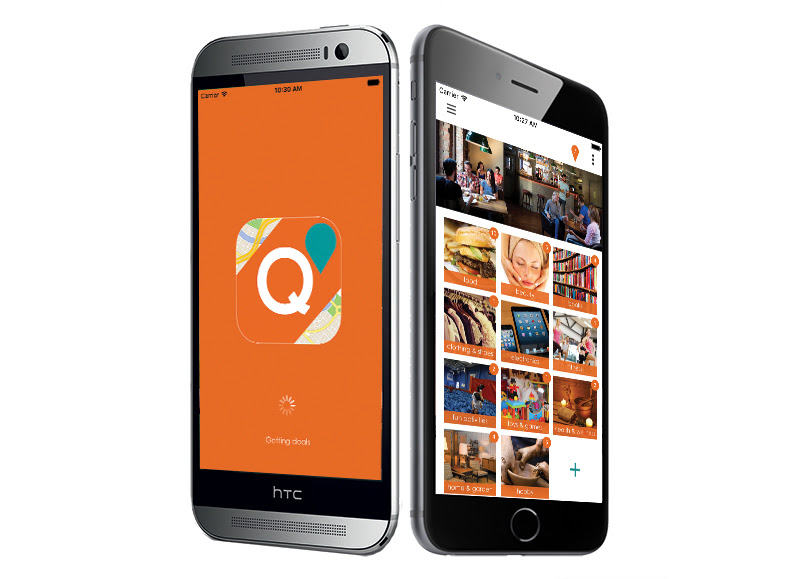 Carrier
10:30 AM
Q
Getting deals
hTC
Carrier
10:27 AM
food
beauty
books
clothing & shoes
electronics
fitness
fun activities
toys & games
health & wellness
home & garden
hobby
+